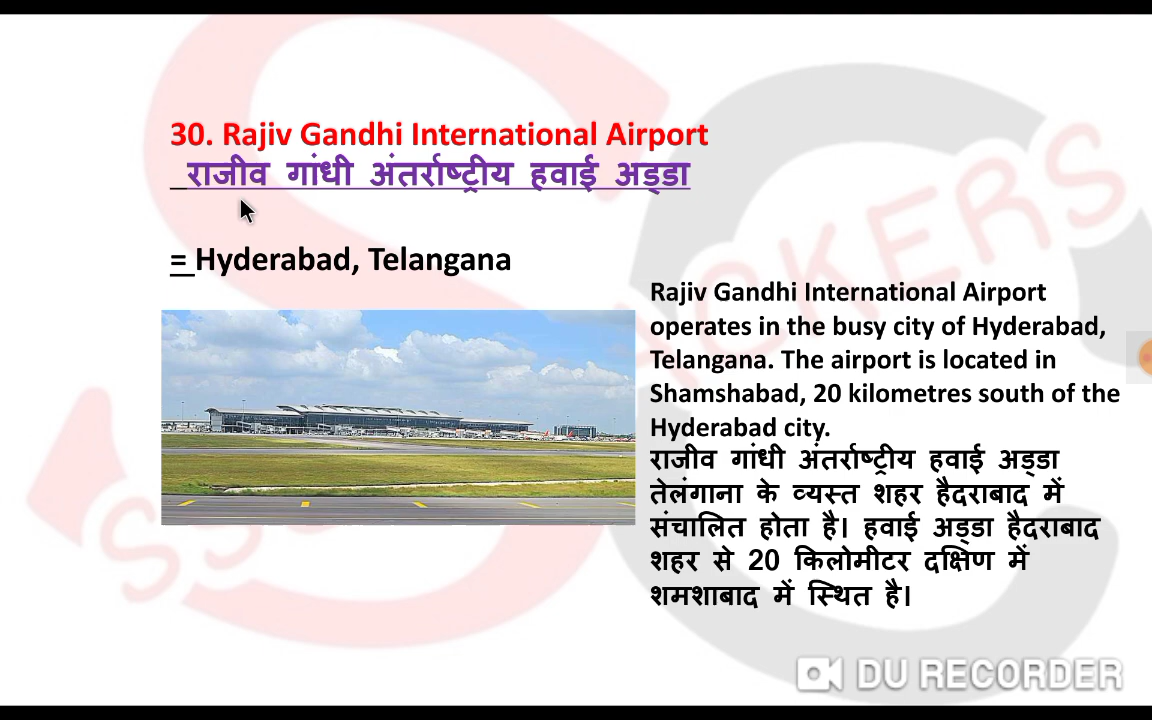 30. Rajiv Gandhi International Airport
राजीव गांधी अंतर्राष्ट्रीय हवाई अड्डा
= Hyderabad, Telangana
Rajiv Gandhi International Airport
operates in the busy city of Hyderabad,
Telangana. The airport is located in
Shamshabad, 20 kilometres south of the
Hyderabad city.
राजीव गांधी अंतर्राष्ट्रीय हवाई अड्डा
तेलंगाना के व्यस्त शहर हैदराबाद में
संचालित होता है। हवाई अड्डा हैदराबाद
शहर से 20 किलोमीटर दक्षिण में
शमशाबाद में स्थित है।
DU RECORDER